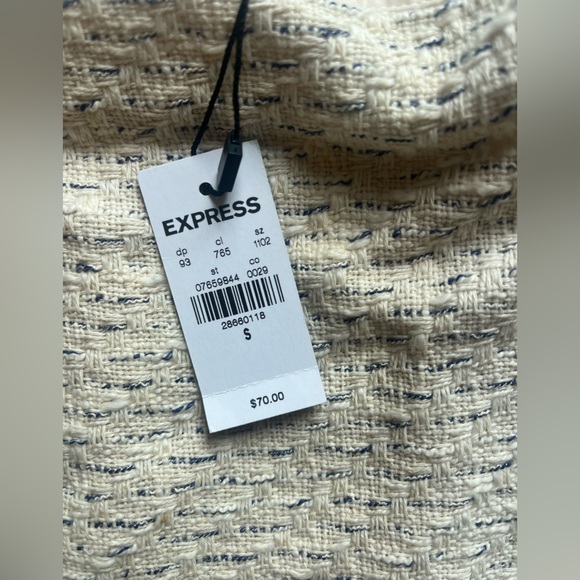 EXPRESS
dp cl sz
93 765 1102
st co
07659844 0029
28660118
S
$70.00